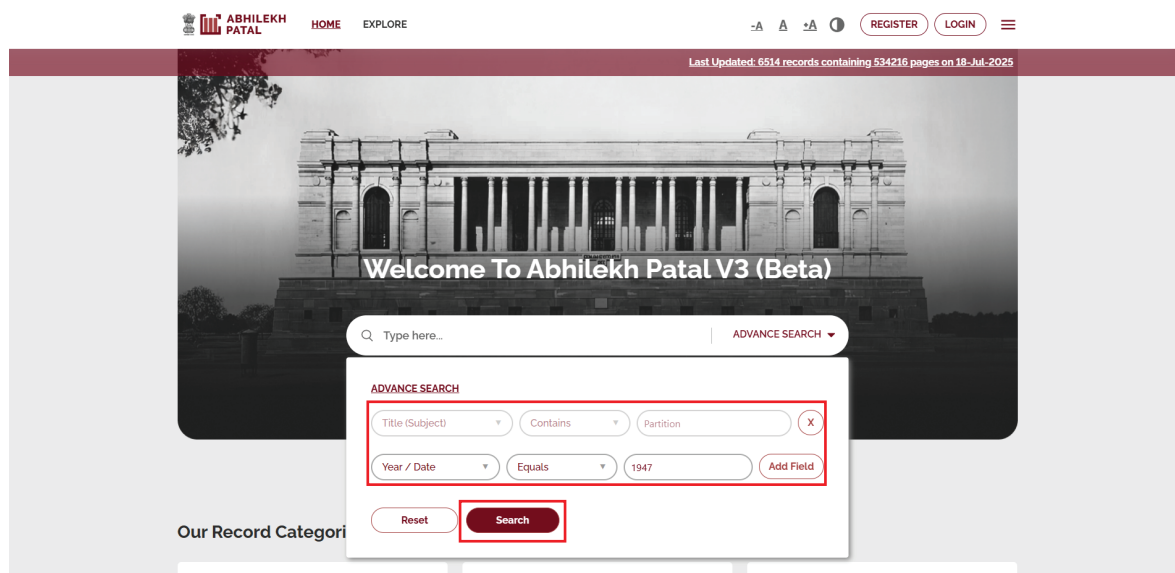 ABHILEKH PATAL HOME EXPLORE -A A +A REGISTER LOGIN
Last Updated: 6514 records containing 534216 pages on 18-Jul-2025
Welcome To Abhilekh Patal V3 (Beta)
Type here... ADVANCE SEARCH
ADVANCE SEARCH
Title (Subject) Contains Partition X
Year / Date Equals 1947 Add Field
Reset Search
Our Record Categori